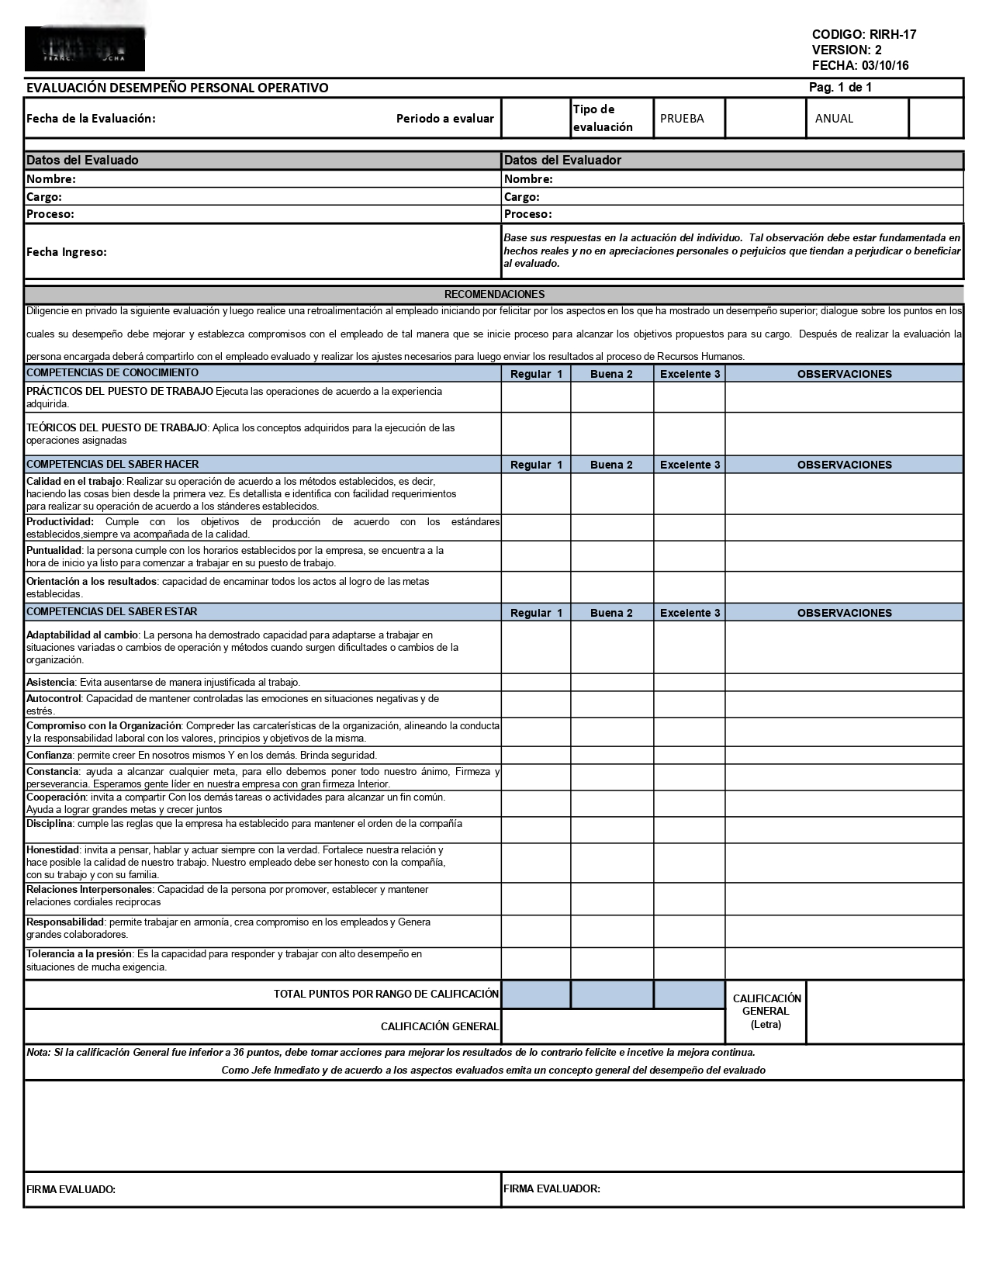 FRANC
CHA
CODIGO: RIRH-17
VERSION: 2
FECHA: 03/10/16
EVALUACIÓN DESEMPEÑO PERSONAL OPERATIVO Pag. 1 de 1
Fecha de la Evaluación: Periodo a evaluar Tipo de evaluación PRUEBA ANUAL
Datos del Evaluado Datos del Evaluador
Nombre: Nombre:
Cargo: Cargo:
Proceso: Proceso:
Fecha Ingreso:
Base sus respuestas en la actuación del individuo. Tal observación debe estar fundamentada en
hechos reales y no en apreciaciones personales o perjuicios que tiendan a perjudicar o beneficiar
al evaluado.
RECOMENDACIONES
Diligencie en privado la siguiente evaluación y luego realice una retroalimentación al empleado iniciando por felicitar por los aspectos en los que ha mostrado un desempeño superior; dialogue sobre los puntos en los
cuales su desempeño debe mejorar y establezca compromisos con el empleado de tal manera que se inicie proceso para alcanzar los objetivos propuestos para su cargo. Después de realizar la evaluación la
persona encargada deberá compartirlo con el empleado evaluado y realizar los ajustes necesarios para luego enviar los resultados al proceso de Recursos Humanos.
COMPETENCIAS DE CONOCIMIENTO Regular 1 Buena 2 Excelente 3 OBSERVACIONES
PRÁCTICOS DEL PUESTO DE TRABAJO Ejecuta las operaciones de acuerdo a la experiencia
adquirida.
TEÓRICOS DEL PUESTO DE TRABAJO: Aplica los conceptos adquiridos para la ejecución de las
operaciones asignadas
COMPETENCIAS DEL SABER HACER Regular 1 Buena 2 Excelente 3 OBSERVACIONES
Calidad en el trabajo: Realizar su operación de acuerdo a los métodos establecidos, es decir,
haciendo las cosas bien desde la primera vez. Es detallista e identifica con facilidad requerimientos
para realizar su operación de acuerdo a los stánderes establecidos.
Productividad: Cumple con los objetivos de producción de acuerdo con los estándares
establecidos,siempre va acompañada de la calidad.
Puntualidad: la persona cumple con los horarios establecidos por la empresa, se encuentra a la
hora de inicio ya listo para comenzar a trabajar en su puesto de trabajo.
Orientación a los resultados: capacidad de encaminar todos los actos al logro de las metas
establecidas.
COMPETENCIAS DEL SABER ESTAR Regular 1 Buena 2 Excelente 3 OBSERVACIONES
Adaptabilidad al cambio: La persona ha demostrado capacidad para adaptarse a trabajar en
situaciones variadas o cambios de operación y métodos cuando surgen dificultades o cambios de la
organización.
Asistencia: Evita ausentarse de manera injustificada al trabajo.
Autocontrol: Capacidad de mantener controladas las emociones en situaciones negativas y de
estrés.
Compromiso con la Organización: Compreder las carcaterísticas de la organización, alineando la conducta
y la responsabilidad laboral con los valores, principios y objetivos de la misma.
Confianza: permite creer En nosotros mismos Y en los demás. Brinda seguridad.
Constancia: ayuda a alcanzar cualquier meta, para ello debemos poner todo nuestro ánimo, Firmeza y
perseverancia. Esperamos gente líder en nuestra empresa con gran firmeza Interior.
Cooperación: invita a compartir Con los demás tareas o actividades para alcanzar un fin común.
Ayuda a lograr grandes metas y crecer juntos
Disciplina: cumple las reglas que la empresa ha establecido para mantener el orden de la compañía
Honestidad: invita a pensar, hablar y actuar siempre con la verdad. Fortalece nuestra relación y
hace posible la calidad de nuestro trabajo. Nuestro empleado debe ser honesto con la compañía,
con su trabajo y con su familia.
Relaciones Interpersonales: Capacidad de la persona por promover, establecer y mantener
relaciones cordiales reciprocas
Responsabilidad: permite trabajar en armonía, crea compromiso en los empleados y Genera
grandes colaboradores.
Tolerancia a la presión: Es la capacidad para responder y trabajar con alto desempeño en
situaciones de mucha exigencia.
TOTAL PUNTOS POR RANGO DE CALIFICACIÓN
CALIFICACIÓN GENERAL
CALIFICACIÓN
GENERAL
(Letra)
Nota: Si la calificación General fue inferior a 36 puntos, debe tomar acciones para mejorar los resultados de lo contrario felicite e incetive la mejora continua.
Como Jefe Inmediato y de acuerdo a los aspectos evaluados emita un concepto general del desempeño del evaluado
FIRMA EVALUADO: FIRMA EVALUADOR: